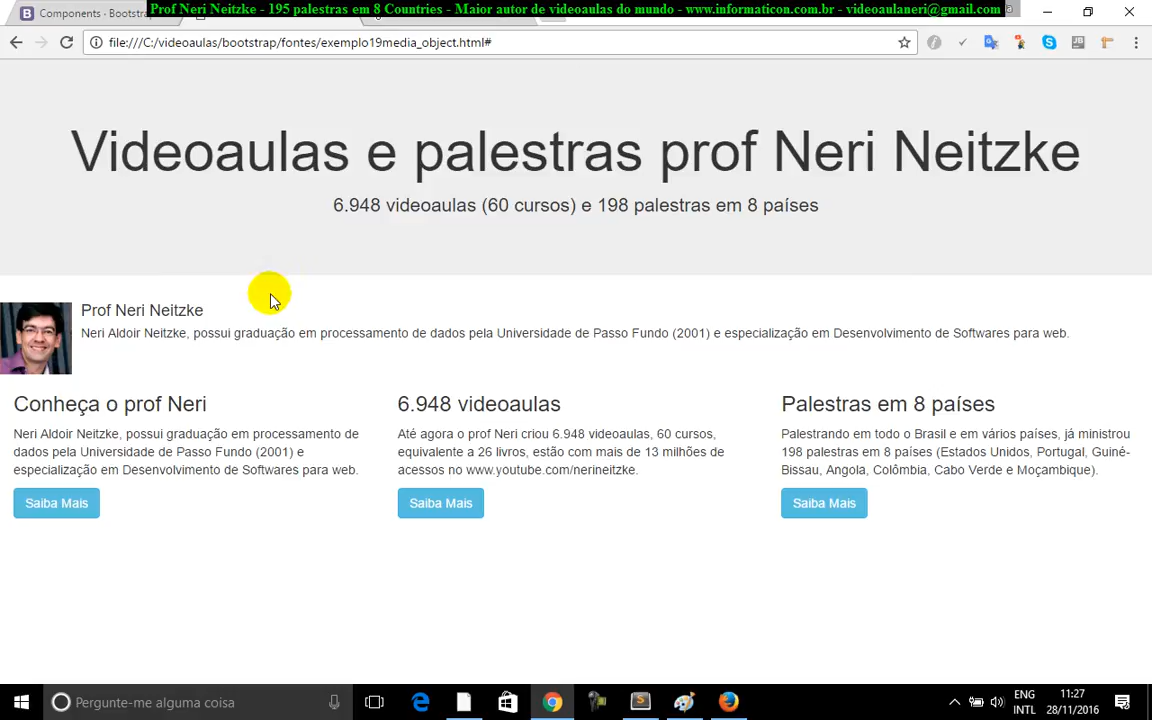 Prof Neri Neitzke - 195 palestras em 8 Countries - Maior autor de videoaulas do mundo - www.informaticon.com.br - videoaulaneri@gmail.com
Components - Bootstrap
file:///C:/videoaulas/bootstrap/fontes/exemplo19media_object.html#
Videoaulas e palestras prof Neri Neitzke
6.948 videoaulas (60 cursos) e 198 palestras em 8 países
Prof Neri Neitzke
Neri Aldoir Neitzke, possui graduação em processamento de dados pela Universidade de Passo Fundo (2001) e especialização em Desenvolvimento de Softwares para web.
Conheça o prof Neri
Neri Aldoir Neitzke, possui graduação em processamento de
dados pela Universidade de Passo Fundo (2001) e
especialização em Desenvolvimento de Softwares para web.
Saiba Mais
6.948 videoaulas
Até agora o prof Neri criou 6.948 videoaulas, 60 cursos,
equivalente a 26 livros, estão com mais de 13 milhões de
acessos no www.youtube.com/nerineitzke.
Saiba Mais
Palestras em 8 países
Palestrando em todo o Brasil e em vários países, já ministrou
198 palestras em 8 países (Estados Unidos, Portugal, Guiné-
Bissau, Angola, Colômbia, Cabo Verde e Moçambique).
Saiba Mais
Pergunte-me alguma coisa
ENG
INTL
11:27
28/11/2016